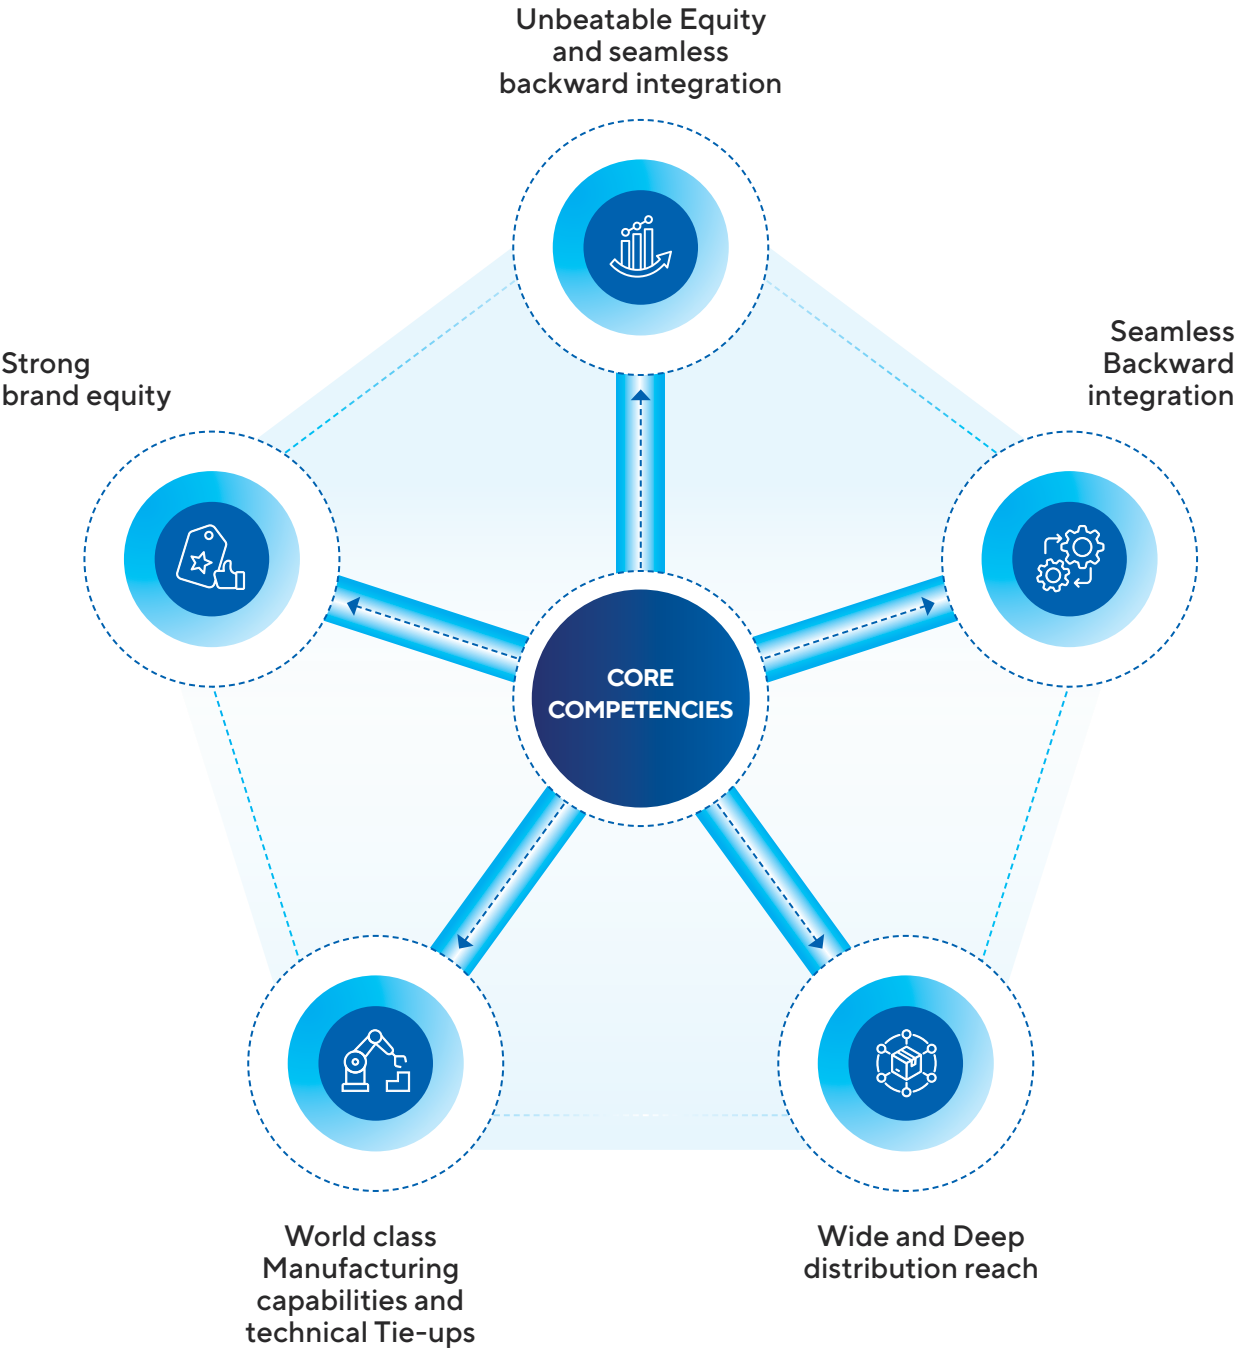 Unbeatable Equity
and seamless
backward integration
Seamless
Backward
integration
Strong
brand equity
CORE
COMPETENCIES
World class
Manufacturing
capabilities and
technical Tie-ups
Wide and Deep
distribution reach